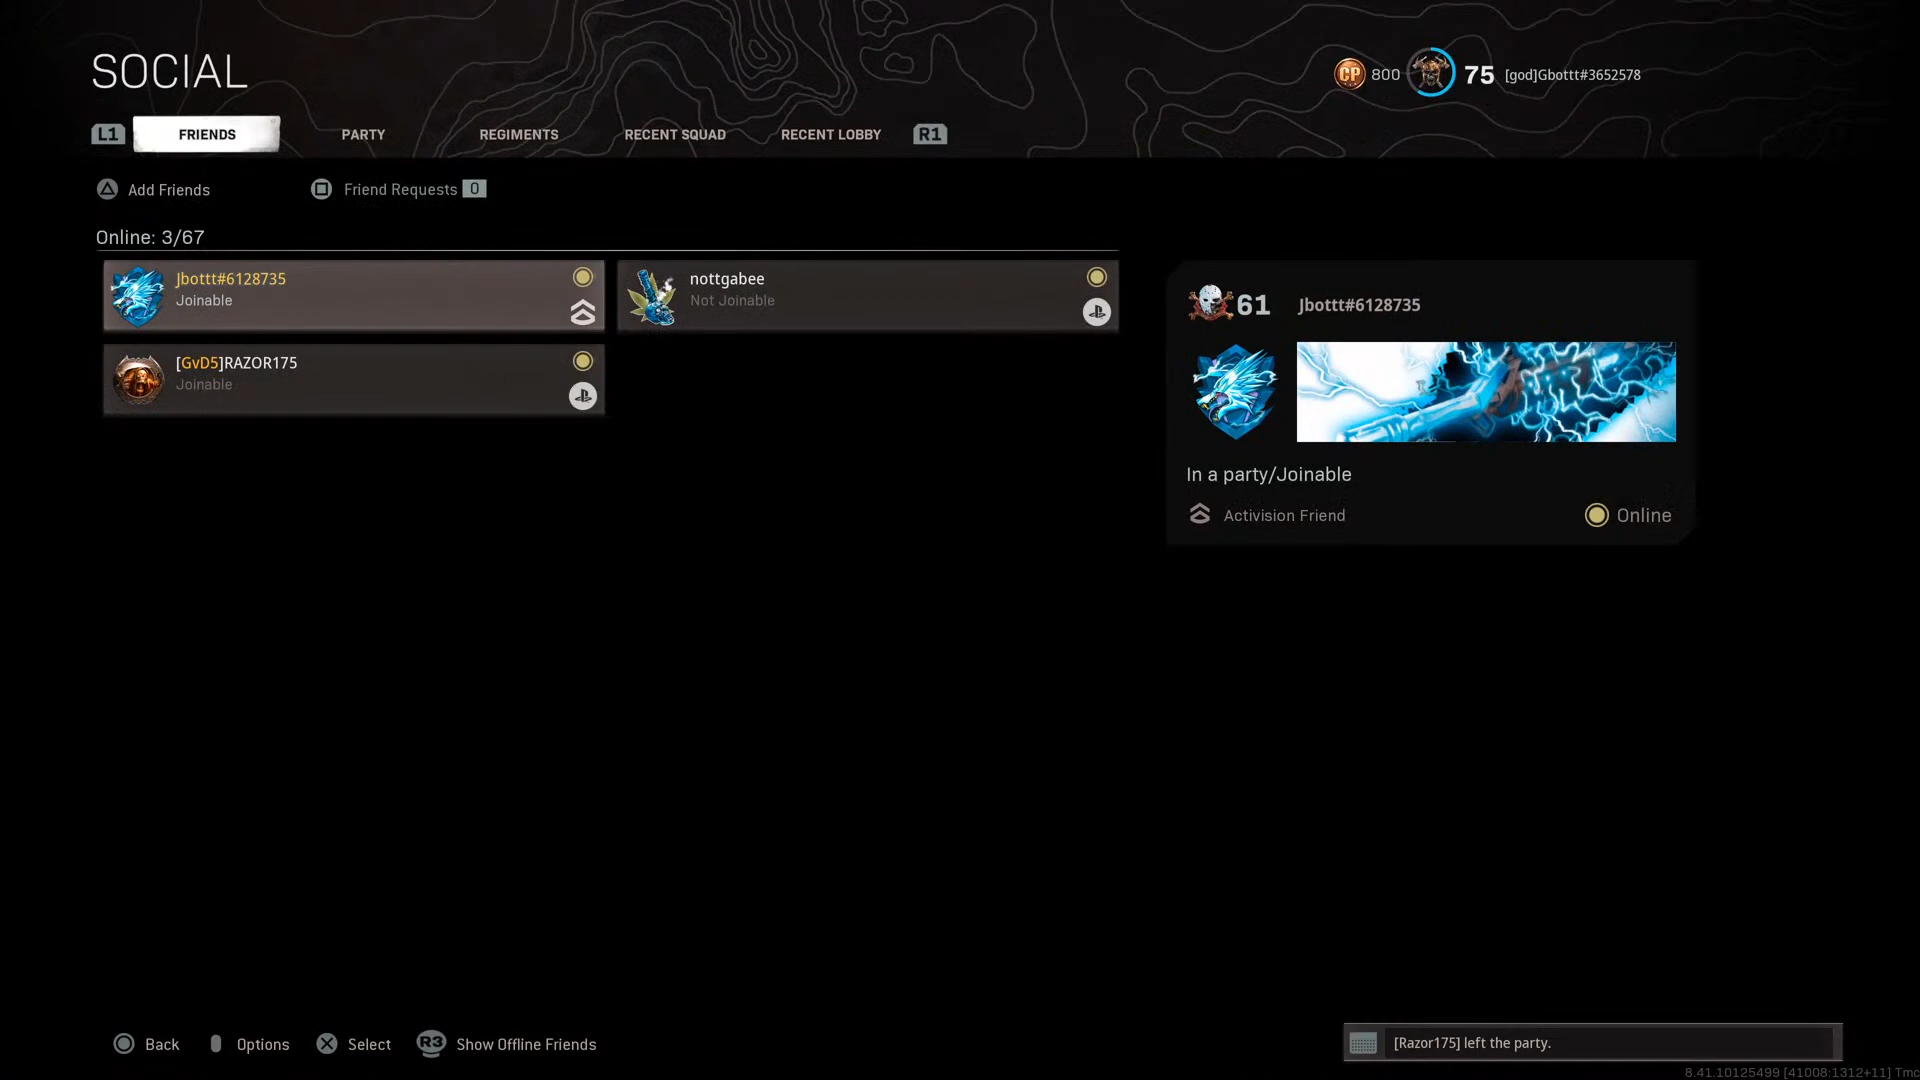 SOCIAL
CP 800 75 [god]Gbottt#3652578
L1 FRIENDS PARTY REGIMENTS RECENT SQUAD RECENT LOBBY R1
Add Friends Friend Requests 0
Online: 3/67
Jbottt#6128735
Joinable
nottgabee
Not Joinable
[GvD5]RAZOR175
Joinable
61 Jbottt#6128735
In a party/Joinable
Activision Friend Online
Back Options Select R3 Show Offline Friends
[Razor175] left the party.
8.41.10125499 [41008:1312+11] Tmc